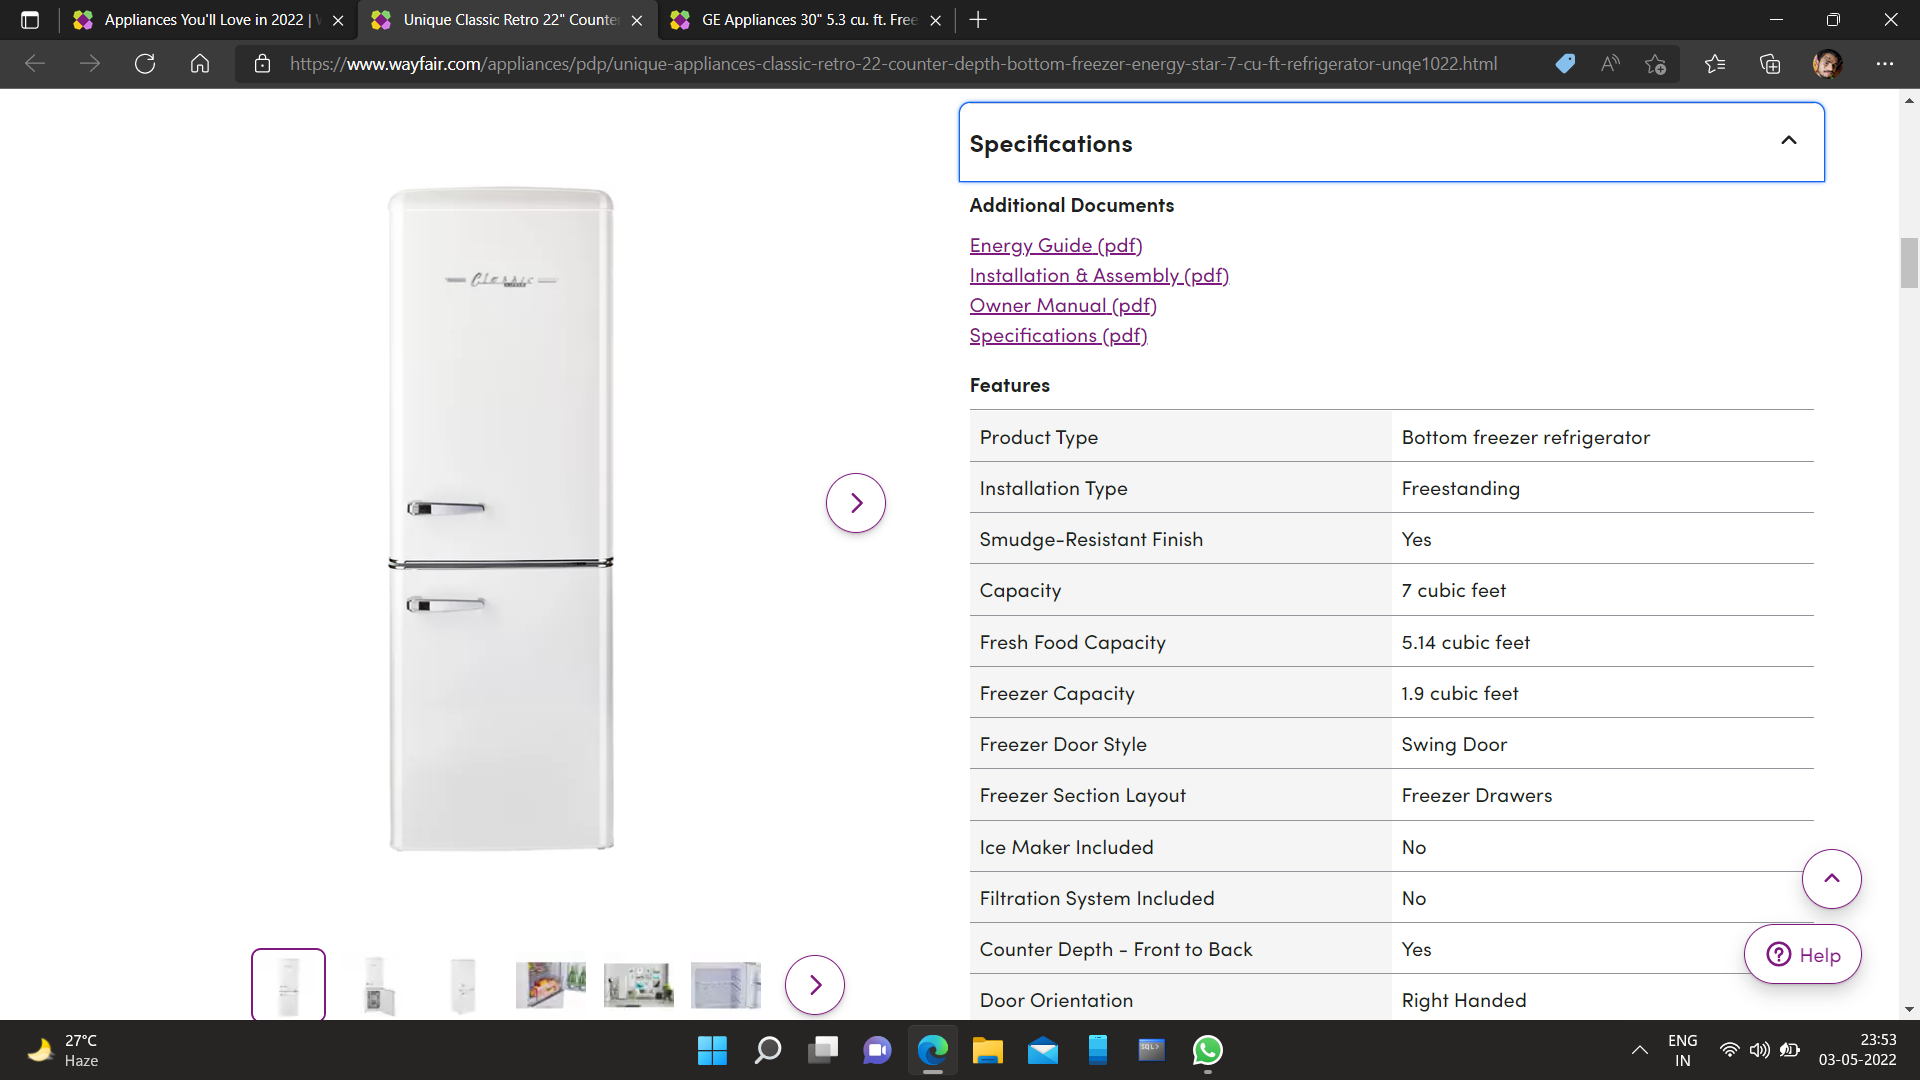 Appliances You'll Love in 2022 |
Unique Classic Retro 22" Counte
GE Appliances 30" 5.3 cu. ft. Free
https://www.wayfair.com/appliances/pdp/unique-appliances-classic-retro-22-counter-depth-bottom-freezer-energy-star-7-cu-ft-refrigerator-unqe1022.html
Specifications
Additional Documents
Energy Guide (pdf)
Installation & Assembly (pdf)
Owner Manual (pdf)
Specifications (pdf)
Features
Product Type Bottom freezer refrigerator
Installation Type Freestanding
Smudge-Resistant Finish Yes
Capacity 7 cubic feet
Fresh Food Capacity 5.14 cubic feet
Freezer Capacity 1.9 cubic feet
Freezer Door Style Swing Door
Freezer Section Layout Freezer Drawers
Ice Maker Included No
Filtration System Included No
Counter Depth - Front to Back Yes
Door Orientation Right Handed
Classic
Help
27°C
Haze
SQL>
ENG
IN
23:53
03-05-2022